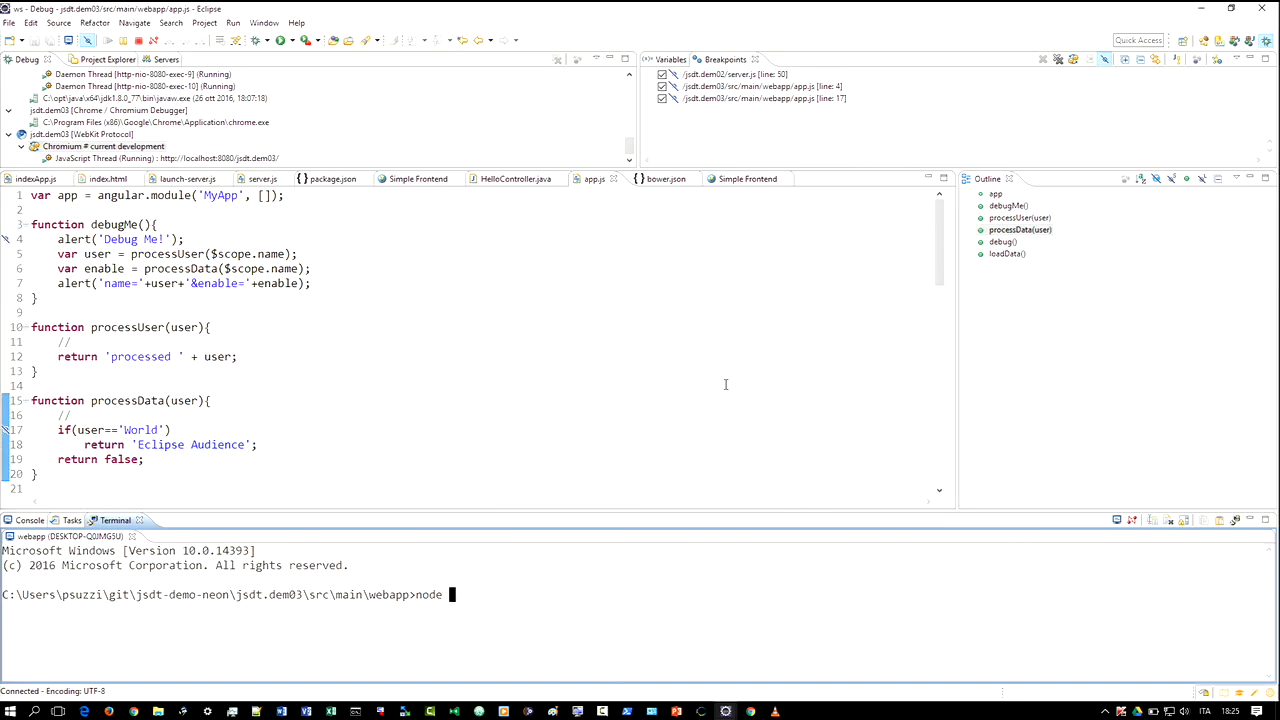 ws - Debug - jsdt.dem03/src/main/webapp/app.js - Eclipse
File Edit Source Refactor Navigate Search Project Run Window Help
Quick Access
Debug Project Explorer Servers
Variables Breakpoints
Daemon Thread [http-nio-8080-exec-9] (Running)
Daemon Thread [http-nio-8080-exec-10] (Running)
C:\opt\java\x64\jdk1.8.0_77\bin\javaw.exe (26 ott 2016, 18:07:18)
jsdt.dem03 [Chrome / Chromium Debugger]
C:\Program Files (x86)\Google\Chrome\Application\chrome.exe
jsdt.dem03 [WebKit Protocol]
Chromium # current development
JavaScript Thread (Running) : http://localhost:8080/jsdt.dem03/
/jsdt.dem02/server.js [line: 50]
/jsdt.dem03/src/main/webapp/app.js [line: 4]
/jsdt.dem03/src/main/webapp/app.js [line: 17]
indexApp.js index.html launch-server.js server.js package.json Simple Frontend HelloController.java app.js bower.json Simple Frontend
Outline
1 var app = angular.module('MyApp', []);
2
3 function debugMe(){
4 alert('Debug Me!');
5 var user = processUser($scope.name);
6 var enable = processData($scope.name);
7 alert('name='+user+'&enable='+enable);
8 }
9
10 function processUser(user){
11 //
12 return 'processed ' + user;
13 }
14
15 function processData(user){
16 //
17 if(user=='World')
18 return 'Eclipse Audience';
19 return false;
20 }
21
app
debugMe()
processUser(user)
processData(user)
debug()
loadData()
Console Tasks Terminal
webapp (DESKTOP-Q0JMG5U)
Microsoft Windows [Version 10.0.14393]
(c) 2016 Microsoft Corporation. All rights reserved.
C:\Users\psuzzi\git\jsdt-demo-neon\jsdt.dem03\src\main\webapp>node
Connected - Encoding: UTF-8
ITA 18:25